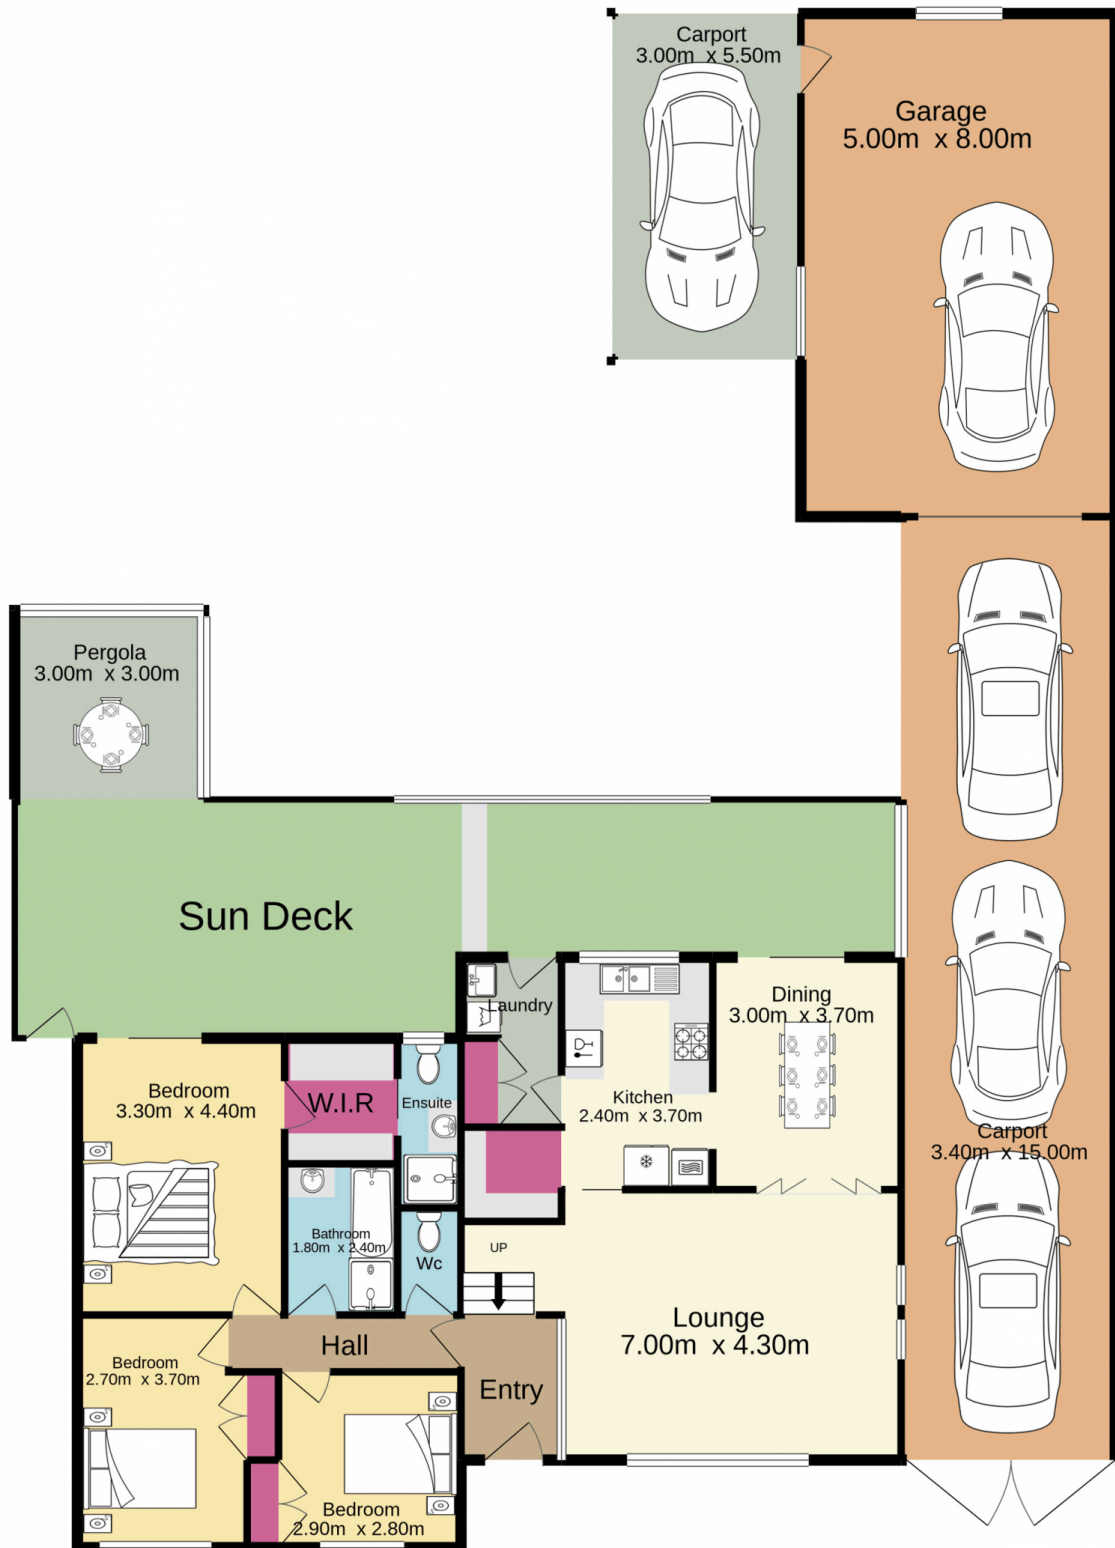 Carport
3.00m x 5.50m
Garage
5.00m x 8.00m
Pergola
3.00m x 3.00m
Sun Deck
Laundry
Dining
3.00m x 3.70m
Bedroom
3.30m x 4.40m
W.I.R
Ensuite
Kitchen
2.40m x 3.70m
Carport
3.40m x 15.00m
Bathroom
1.80m x 2.40m
Wc
UP
Lounge
7.00m x 4.30m
Hall
Bedroom
2.70m x 3.70m
Entry
Bedroom
2.90m x 2.80m